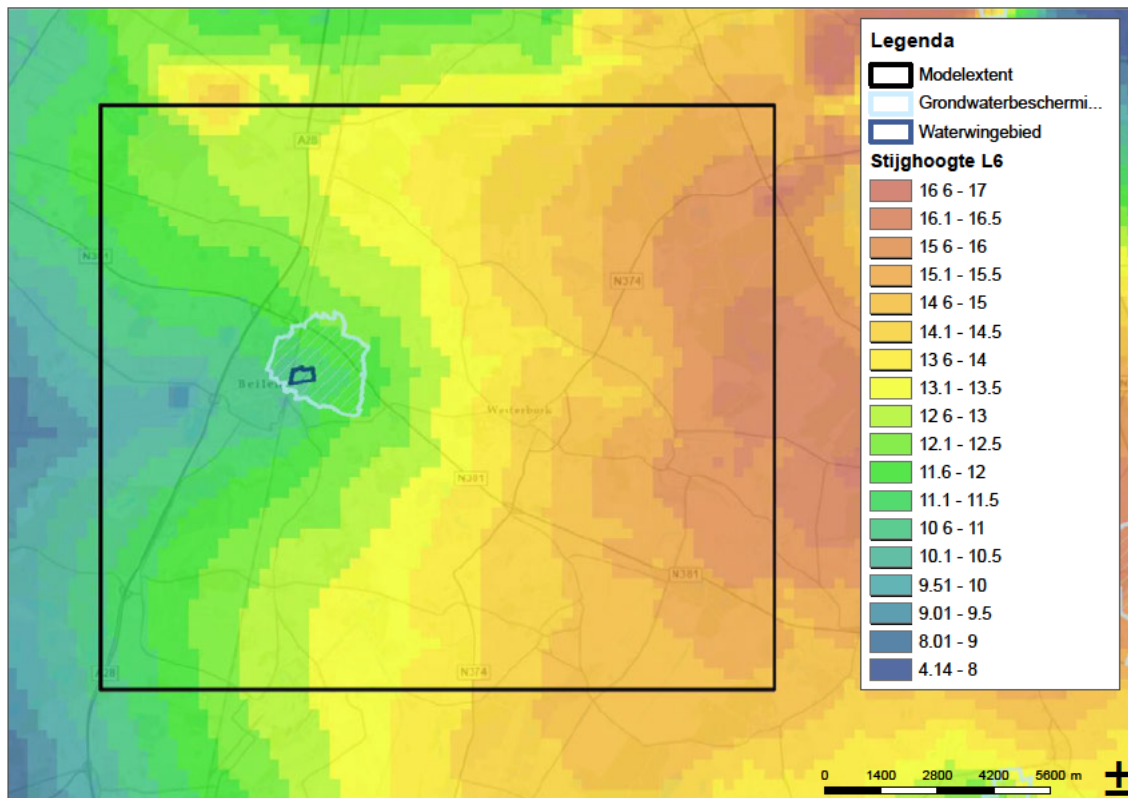 Legenda
Modelextent
Grondwaterbeschermi...
Waterwingebied
Stijghoogte L6
16 6 - 17
16.1 - 16.5
15 6 - 16
15.1 - 15.5
14 6 - 15
14.1 - 14.5
13 6 - 14
13.1 - 13.5
12 6 - 13
12.1 - 12.5
11.6 - 12
11.1 - 11.5
10 6 - 11
10.1 - 10.5
9.51 - 10
9.01 - 9.5
8.01 - 9
4.14 - 8
A28
N374
Westerbork
N381
N381
A28
N374
0 1400 2800 4200 5600 m